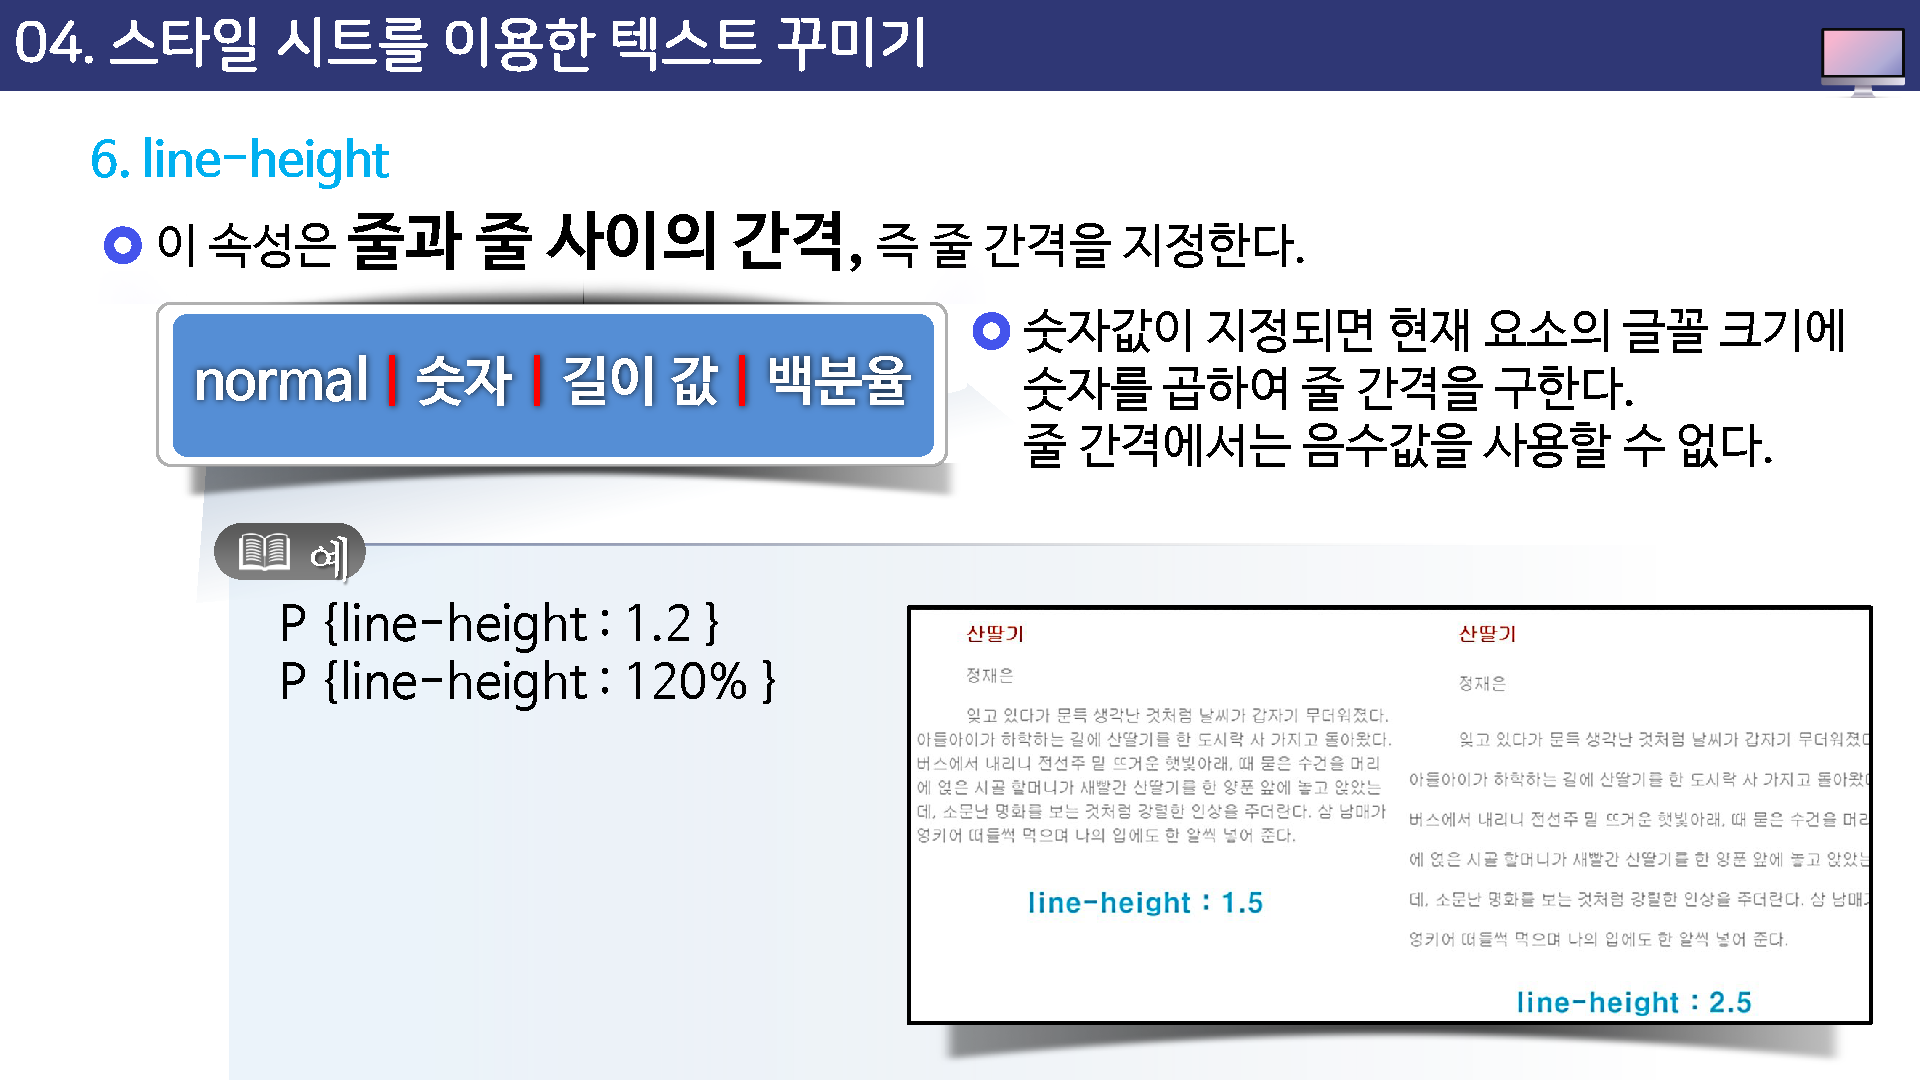 04. 스타일 시트를 이용한 텍스트 꾸미기
6. line-height
이 속성은 줄과 줄 사이의 간격, 즉 줄 간격을 지정한다.
normal | 숫자 | 길이 값 | 백분율
숫자값이 지정되면 현재 요소의 글꼴 크기에
숫자를 곱하여 줄 간격을 구한다.
줄 간격에서는 음수값을 사용할 수 없다.
예
P {line-height : 1.2 }
P {line-height : 120% }
산딸기
정재은
잊고 있다가 문득 생각난 것처럼 날씨가 갑자기 무더워졌다.
아들아이가 하학하는 길에 산딸기를 한 도시락 사 가지고 돌아왔다.
버스에서 내리니 전선주 밑 뜨거운 햇빛아래, 때 묻은 수건을 머리
에 얹은 시골 할머니가 새빨간 산딸기를 한 양푼 앞에 놓고 앉았는
데, 소문난 명화를 보는 것처럼 강렬한 인상을 주더란다. 삼 남매가
엉키어 떠들썩 먹으며 나의 입에도 한 알씩 넣어 준다.
line-height : 1.5
산딸기
정재은
잊고 있다가 문득 생각난 것처럼 날씨가 갑자기 무더워졌
아들아이가 하학하는 길에 산딸기를 한 도시락 사 가지고 돌아왔
버스에서 내리니 전선주 밑 뜨거운 햇빛아래, 때 묻은 수건을 머리
에 얹은 시골 할머니가 새빨간 산딸기를 한 양푼 앞에 놓고 앉았는
데, 소문난 명화를 보는 것처럼 강렬한 인상을 주더란다. 삼 남매
엉키어 떠들썩 먹으며 나의 입에도 한 알씩 넣어 준다.
line-height : 2.5